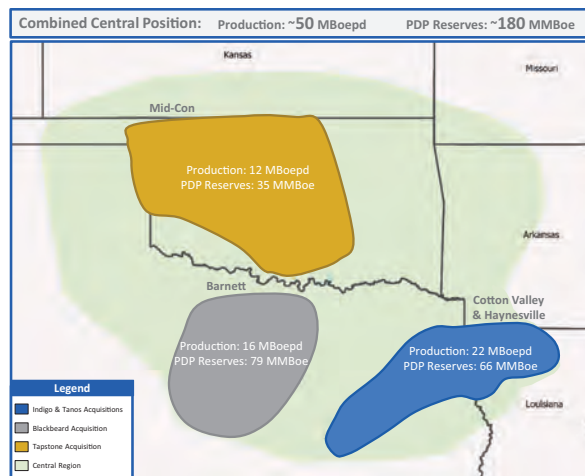 Combined Central Position: Production: ~50 MBoepd PDP Reserves: ~180 MMBoe
Kansas
Missouri
Mid-Con
Production: 12 MBoepd
PDP Reserves: 35 MMBoe
Arkansas
Barnett
Cotton Valley
& Haynesville
Production: 16 MBoepd
PDP Reserves: 79 MMBoe
Production: 22 MBoepd
PDP Reserves: 66 MMBoe
Legend
Indigo & Tanos Acquisitions
Blackbeard Acquisition
Tapstone Acquisition
Central Region
Louisiana